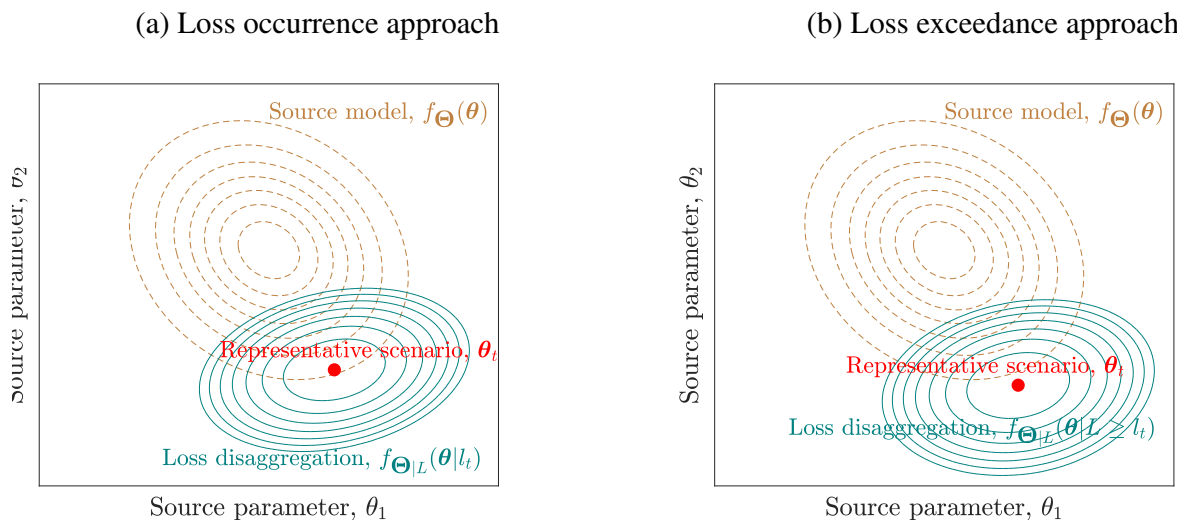 (a) Loss occurrence approach
(b) Loss exceedance approach
Source model, f_Θ(θ)
Representative scenario, θ_t
Loss disaggregation, f_Θ|L(θ|l_t)
Source parameter, θ_2
Source parameter, θ_1
Source model, f_Θ(θ)
Representative scenario, θ_t
Loss disaggregation, f_Θ|L(θ|L ≥ l_t)
Source parameter, θ_2
Source parameter, θ_1